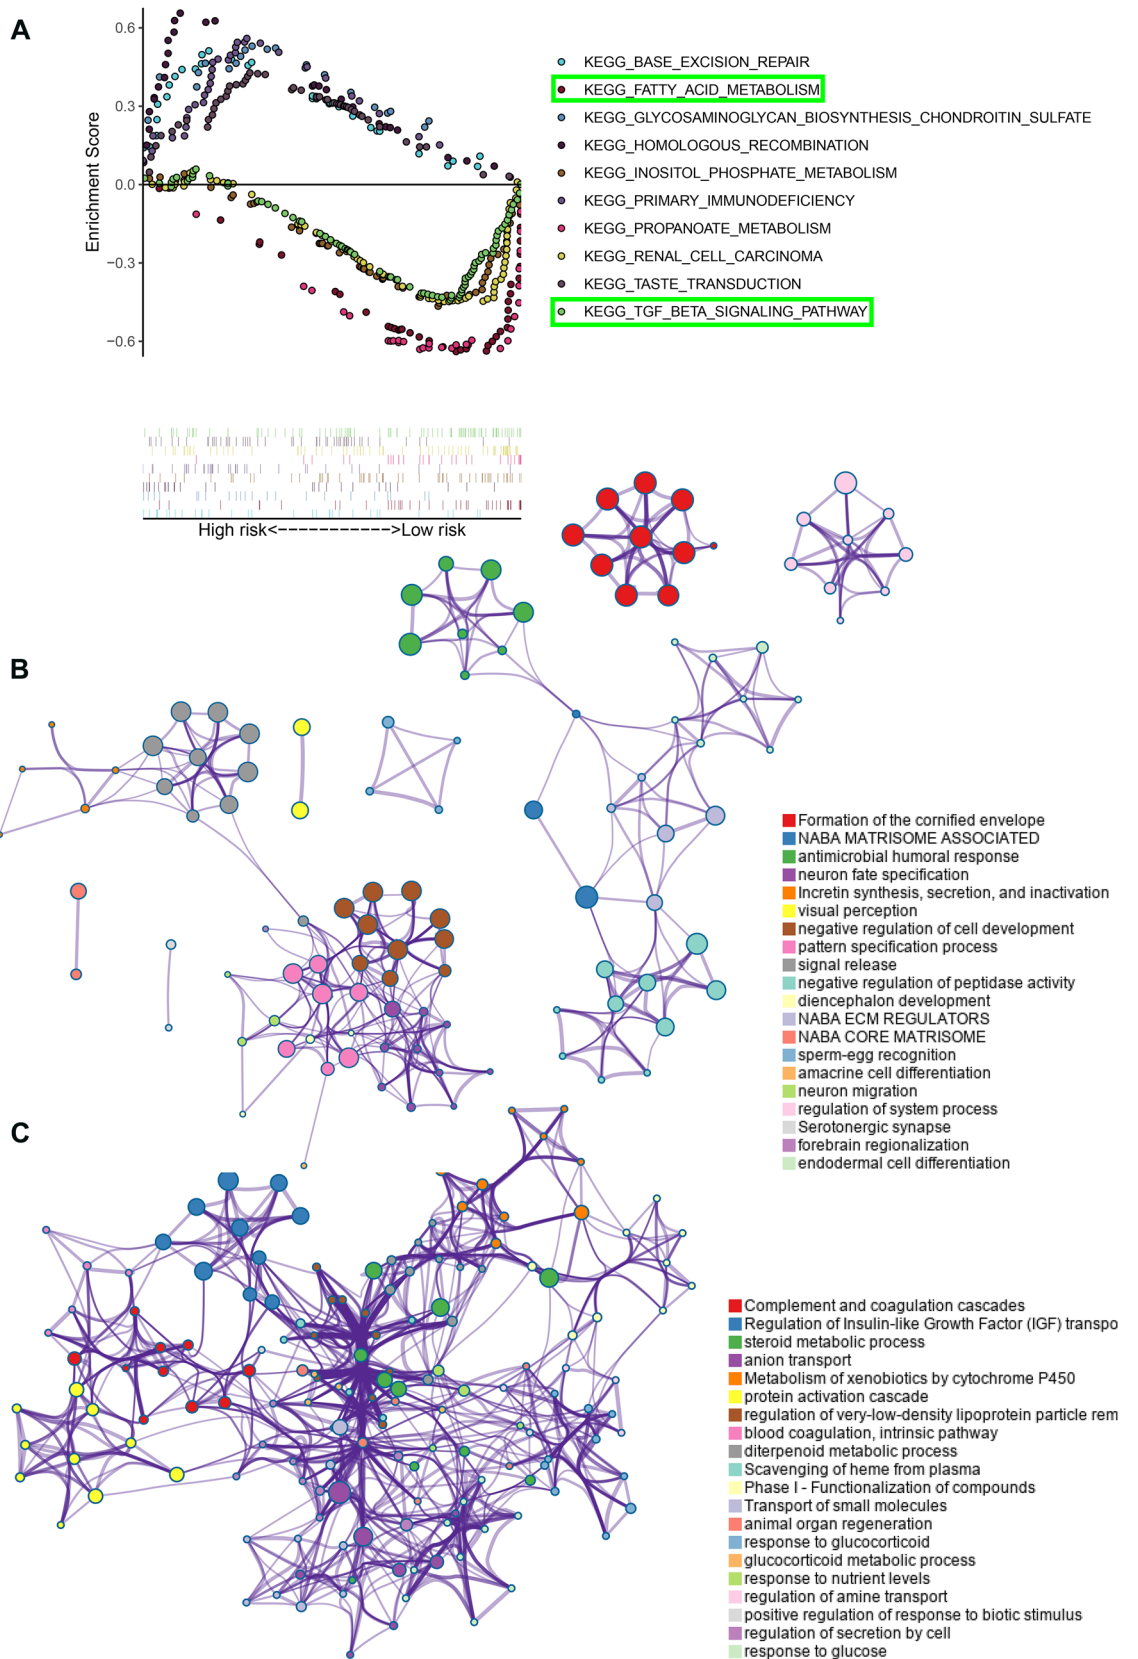 A
0.6
0.3
0.0
−0.3
−0.6
Enrichment Score
KEGG_BASE_EXCISION_REPAIR
KEGG_FATTY_ACID_METABOLISM
KEGG_GLYCOSAMINOGLYCAN_BIOSYNTHESIS_CHONDROITIN_SULFATE
KEGG_HOMOLOGOUS_RECOMBINATION
KEGG_INOSITOL_PHOSPHATE_METABOLISM
KEGG_PRIMARY_IMMUNODEFICIENCY
KEGG_PROPANOATE_METABOLISM
KEGG_RENAL_CELL_CARCINOMA
KEGG_TASTE_TRANSDUCTION
KEGG_TGF_BETA_SIGNALING_PATHWAY
High risk<------------->Low risk
B
Formation of the cornified envelope
NABA MATRISOME ASSOCIATED
antimicrobial humoral response
neuron fate specification
Incretin synthesis, secretion, and inactivation
visual perception
negative regulation of cell development
pattern specification process
signal release
negative regulation of peptidase activity
diencephalon development
NABA ECM REGULATORS
NABA CORE MATRISOME
sperm-egg recognition
amacrine cell differentiation
neuron migration
regulation of system process
Serotonergic synapse
forebrain regionalization
endodermal cell differentiation
C
Complement and coagulation cascades
Regulation of Insulin-like Growth Factor (IGF) transpo
steroid metabolic process
anion transport
Metabolism of xenobiotics by cytochrome P450
protein activation cascade
regulation of very-low-density lipoprotein particle rem
blood coagulation, intrinsic pathway
diterpenoid metabolic process
Scavenging of heme from plasma
Phase I - Functionalization of compounds
Transport of small molecules
animal organ regeneration
response to glucocorticoid
glucocorticoid metabolic process
response to nutrient levels
regulation of amine transport
positive regulation of response to biotic stimulus
regulation of secretion by cell
response to glucose